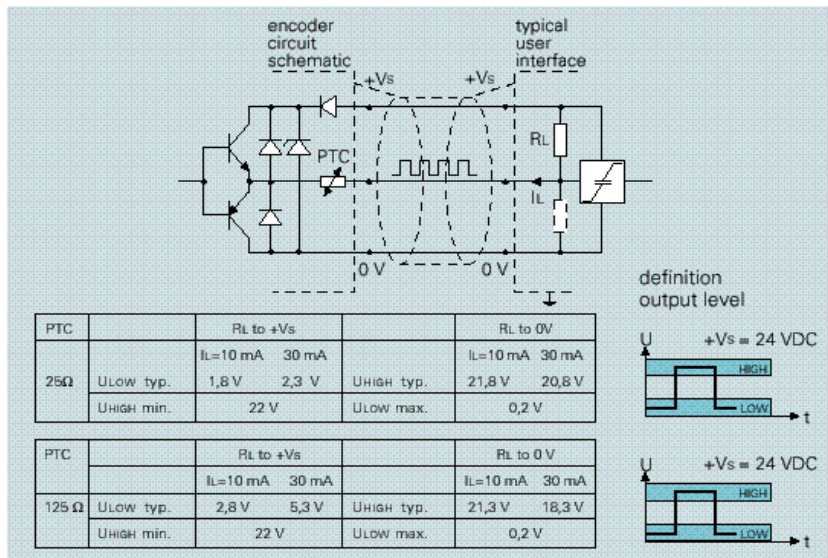 encoder
circuit
schematic
typical
user
interface
+Vs
+Vs
PTC
RL
IL
0 V
0 V
definition
output level
PTC RL to +Vs RL to 0V
IL=10 mA 30 mA IL=10 mA 30 mA
25Ω ULOW typ. 1,8 V 2,3 V UHIGH typ. 21,8 V 20,8 V
UHIGH min. 22 V ULOW max. 0,2 V
U +Vs = 24 VDC
HIGH
LOW
t
PTC RL to +Vs RL to 0 V
IL=10 mA 30 mA IL=10 mA 30 mA
125 Ω ULOW typ. 2,8 V 5,3 V UHIGH typ. 21,3 V 18,3 V
UHIGH min. 22 V ULOW max. 0,2 V
U +Vs = 24 VDC
HIGH
LOW
t